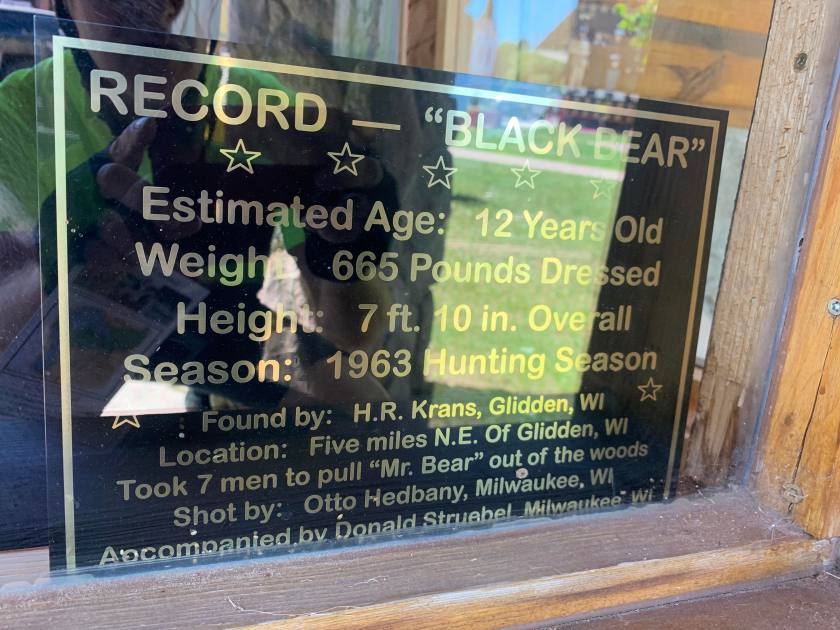 RECORD — “BLACK BEAR”
Estimated Age: 12 Years Old
Weight: 665 Pounds Dressed
Height: 7 ft. 10 in. Overall
Season: 1963 Hunting Season
Found by: H.R. Krans, Glidden, WI
Location: Five miles N.E. Of Glidden, WI
Took 7 men to pull “Mr. Bear” out of the woods
Shot by: Otto Hedbany, Milwaukee, WI
Accompanied by Donald Struebel, Milwaukee, WI